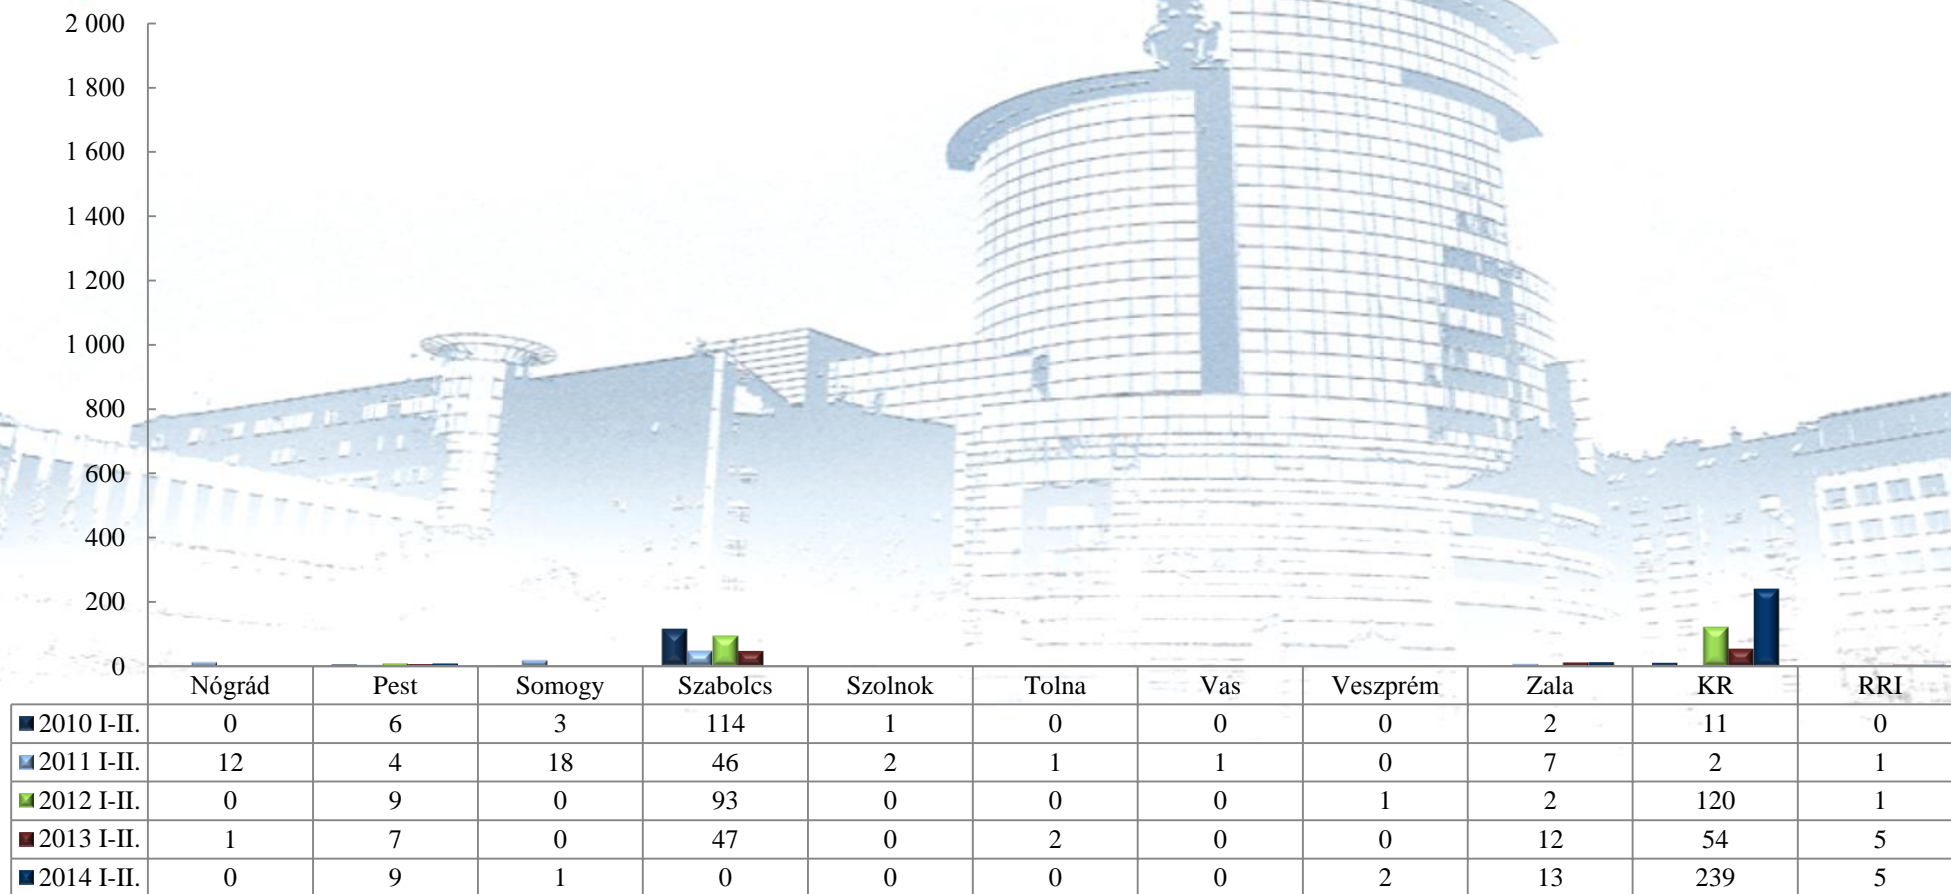 2 000
1 800
1 600
1 400
1 200
1 000
800
600
400
200
0
Nógrád Pest Somogy Szabolcs Szolnok Tolna Vas Veszprém Zala KR RRI
2010 I-II. 0 6 3 114 1 0 0 0 2 11 0
2011 I-II. 12 4 18 46 2 1 1 0 7 2 1
2012 I-II. 0 9 0 93 0 0 0 1 2 120 1
2013 I-II. 1 7 0 47 0 2 0 0 12 54 5
2014 I-II. 0 9 1 0 0 0 0 2 13 239 5